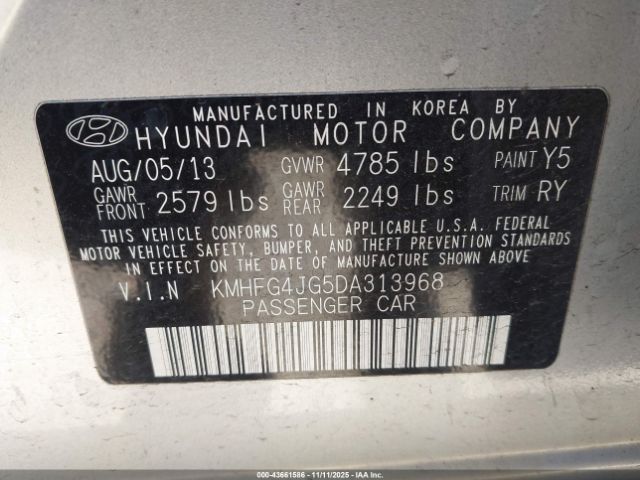 MANUFACTURED IN KOREA BY
HYUNDAI MOTOR COMPANY
AUG/05/13 GVWR 4785 lbs PAINT Y5
GAWR FRONT 2579 lbs GAWR REAR 2249 lbs TRIM RY
THIS VEHICLE CONFORMS TO ALL APPLICABLE U.S.A. FEDERAL
MOTOR VEHICLE SAFETY, BUMPER, AND THEFT PREVENTION
STANDARDS IN EFFECT ON THE DATE OF MANUFACTURE SHOWN ABOVE
V.I.N KMHFG4JG5DA313968
PASSENGER CAR
000-43661586 - 11/11/2025 - IAAI.COM